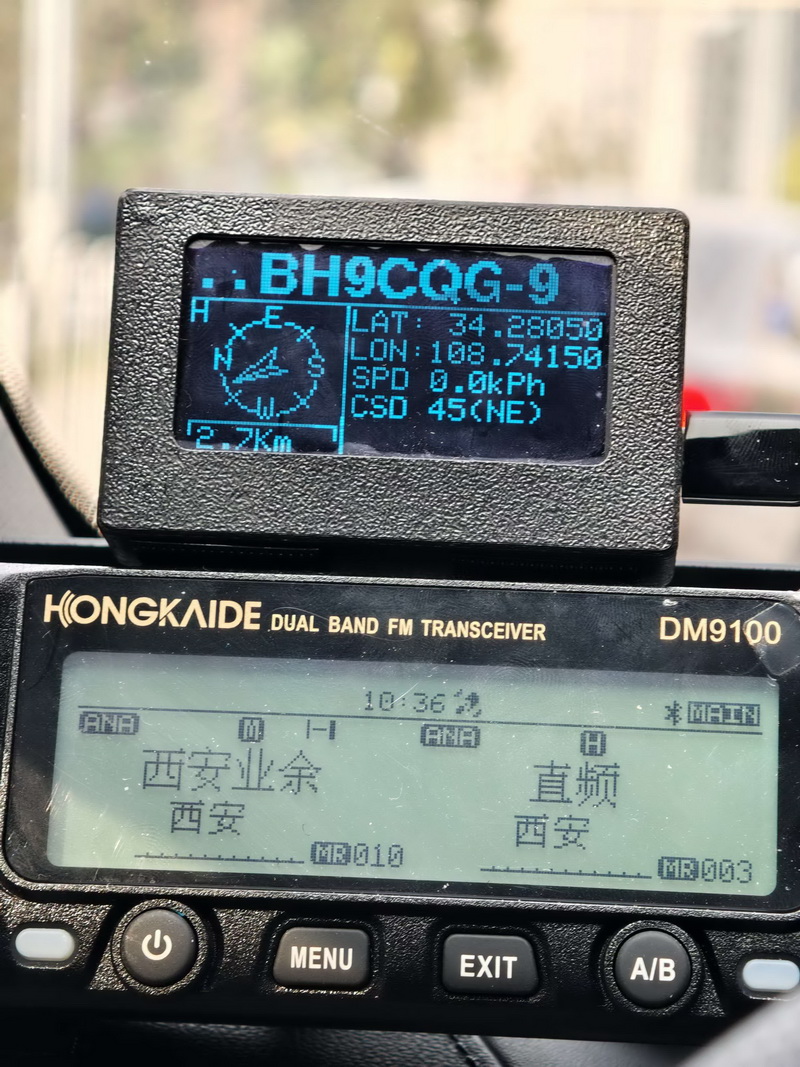 BH9CQG-9
H
E
N
S
W
2.7Km
LAT: 34.28050
LON:108.74150
SPD 0.0kPh
CSD 45(NE)
HONGKAIDE DUAL BAND FM TRANSCEIVER DM9100
10:36 MAIN
ANA M ANA H
西安业余 直频
西安 西安
MR010 MR003
MENU EXIT A/B